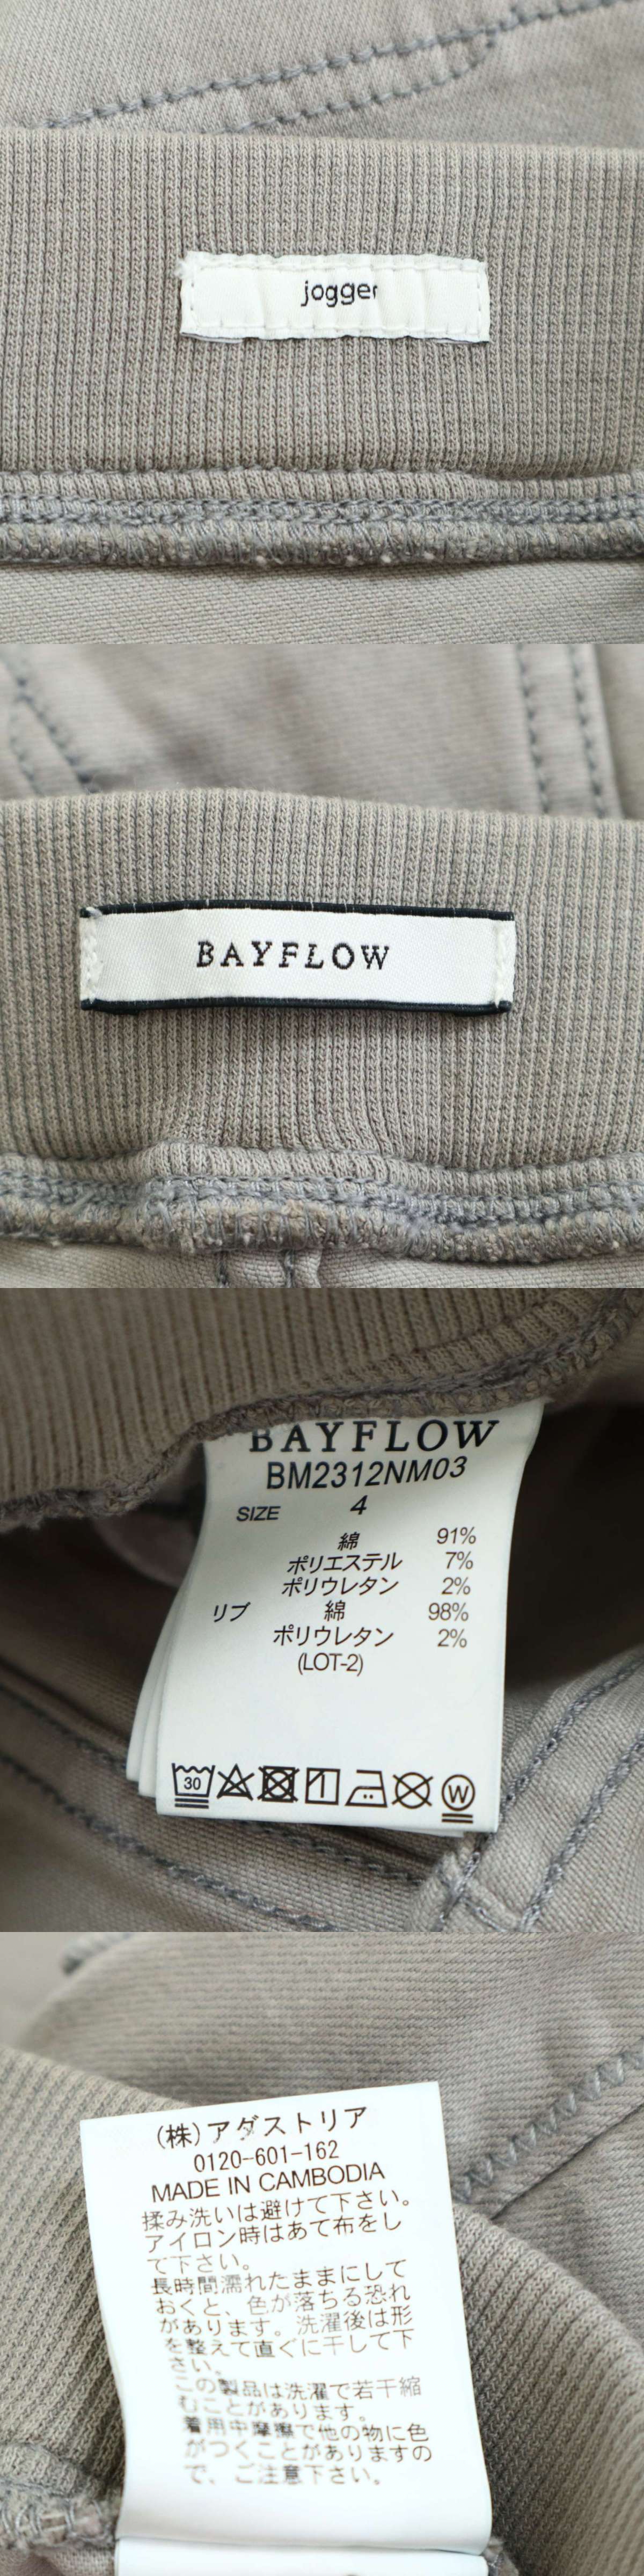 jogger
BAYFLOW
BAYFLOW
BM2312NM03
SIZE 4
綿 91%
ポリエステル 7%
ポリウレタン 2%
リブ 綿 98%
ポリウレタン 2%
(LOT-2)
30
W
(株)アダストリア
0120-601-162
MADE IN CAMBODIA
揉み洗いは避けて下さい。
アイロン時はあて布をし
て下さい。
長時間濡れたままにして
おくと、色が落ちる恐れ
があります。洗濯後は形
を整えて直ぐに干して下
さい。
この製品は洗濯で若干縮
むことがあります。
着用中摩擦で他の物に色
がつくことがありますの
で、ご注意下さい。